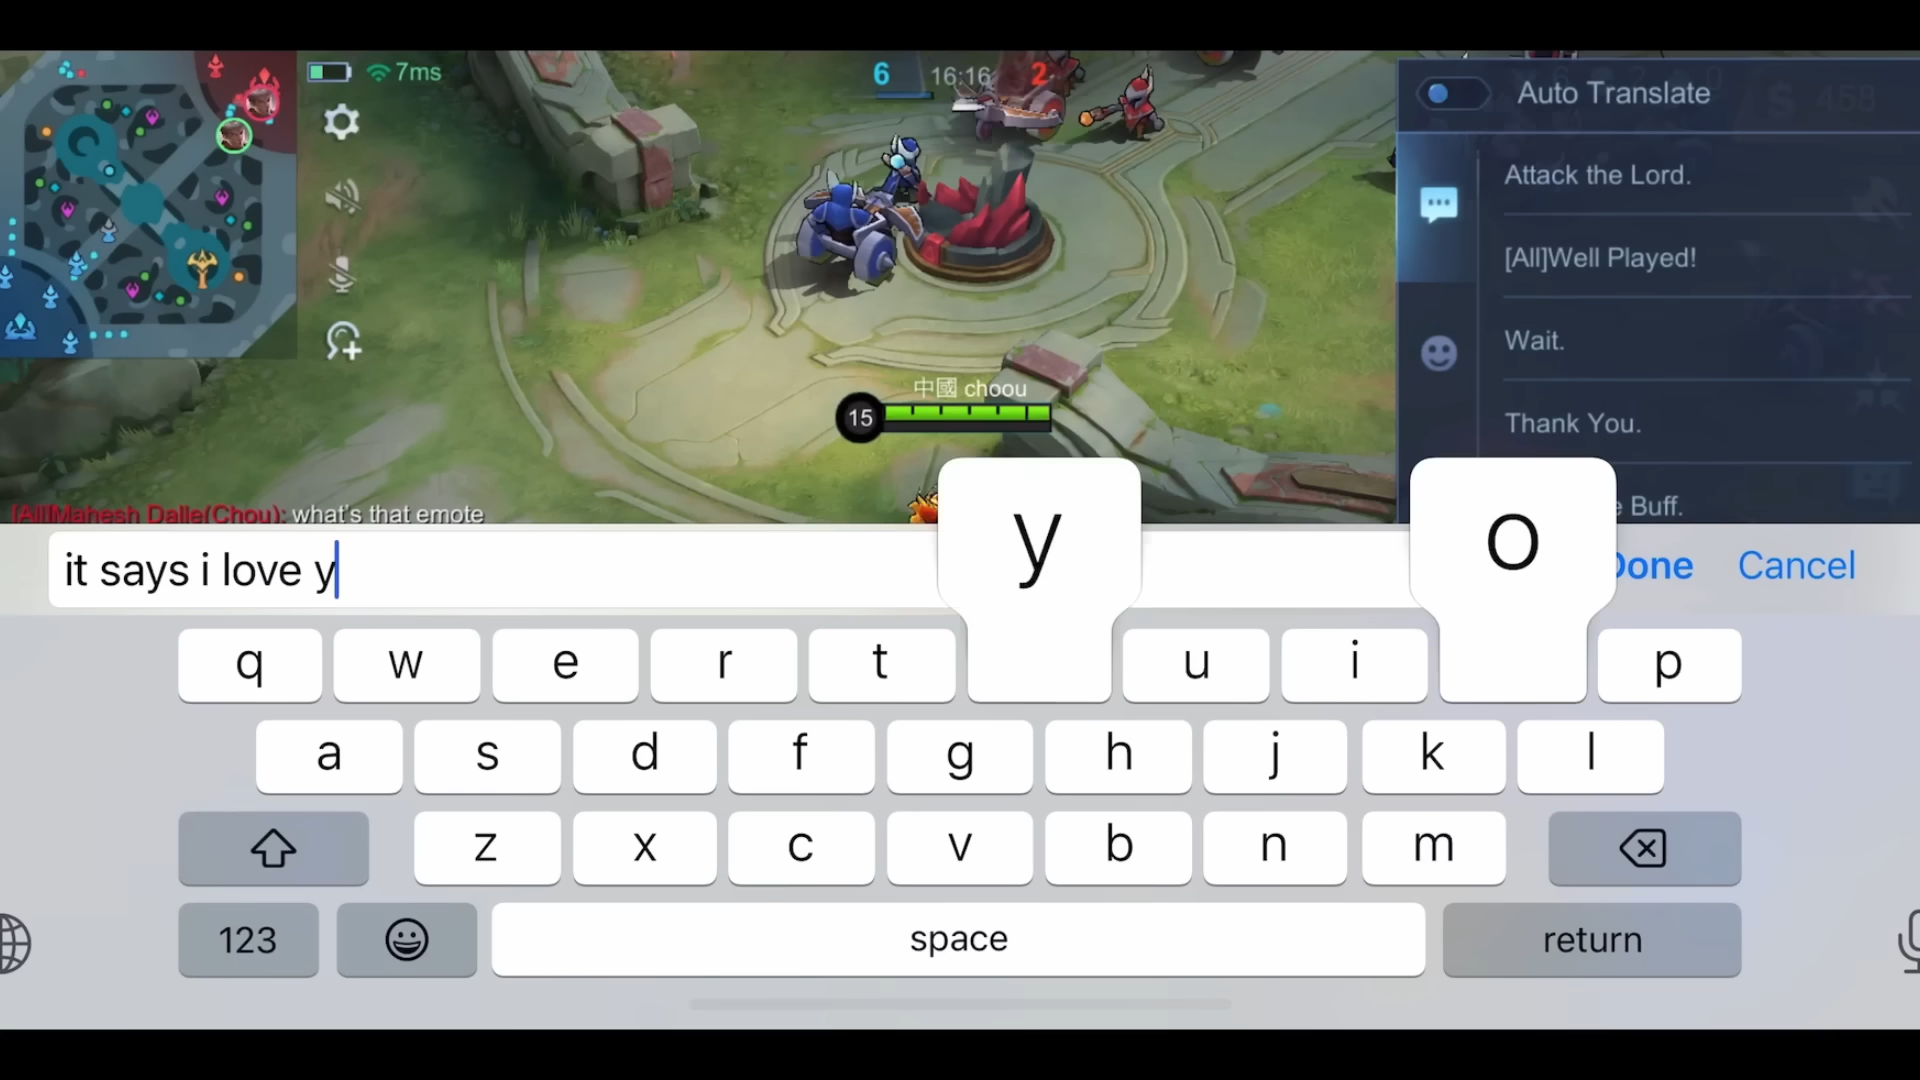 7ms
6 16:16 2
$ 458
Auto Translate
Attack the Lord.
[All]Well Played!
Wait.
Thank You.
e Buff.
中國 choou
15
[All]Mahesh Dalle(Chou): what's that emote
it says i love y
y
o
Done
Cancel
q w e r t u i p
a s d f g h j k l
z x c v b n m
123
space
return